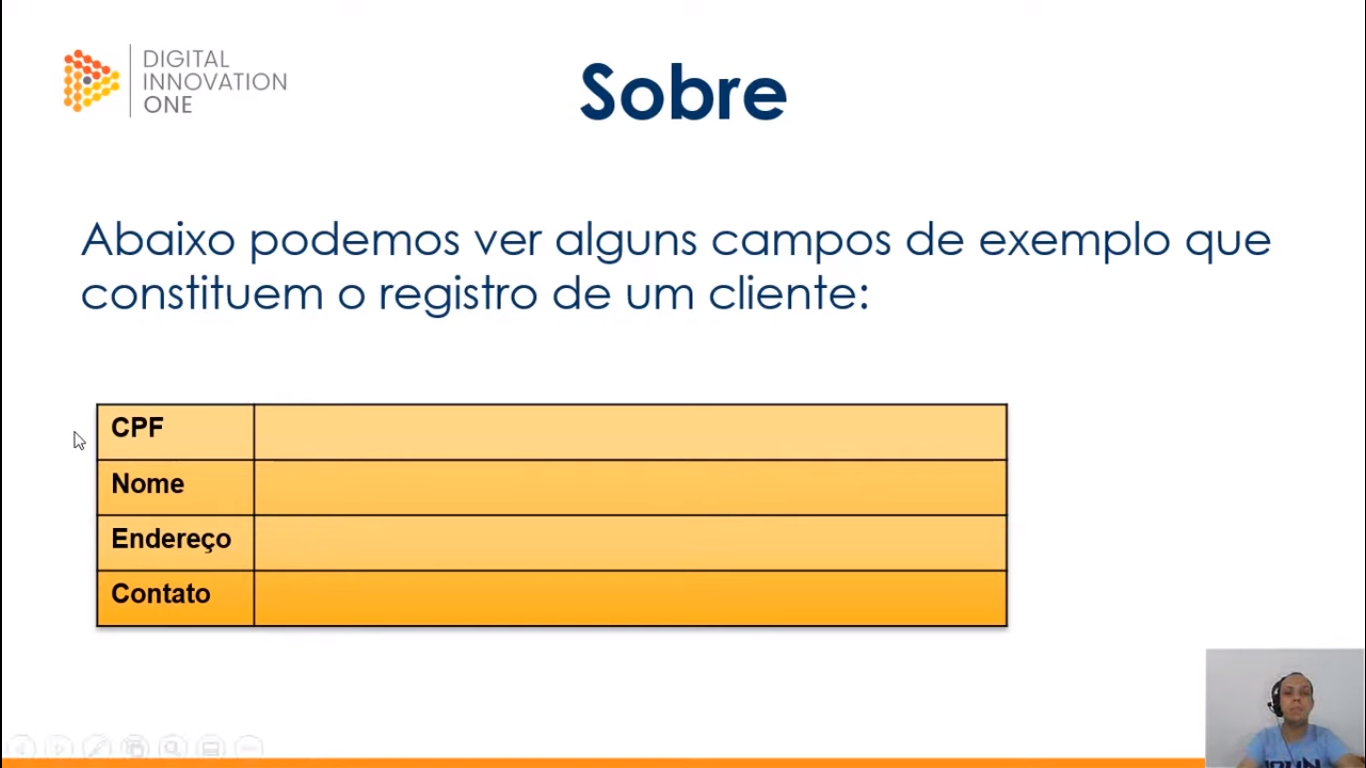 DIGITAL
INNOVATION
ONE
Sobre
Abaixo podemos ver alguns campos de exemplo que
constituem o registro de um cliente:
CPF
Nome
Endereço
Contato